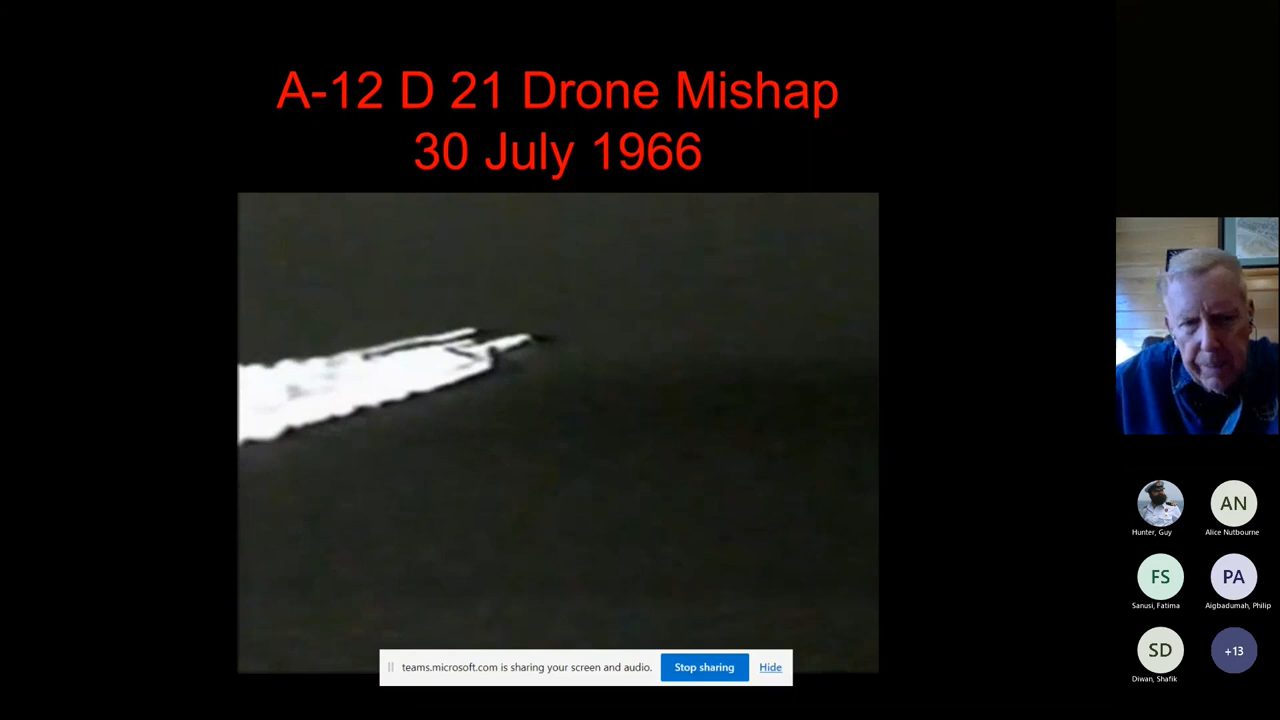 A-12 D 21 Drone Mishap
30 July 1966
teams.microsoft.com is sharing your screen and audio.
Stop sharing
Hide
Hunter, Guy
AN
Alice Nutbourne
FS
Sanusi, Fatima
PA
Aigbadumah, Philip
SD
Diwan, Shafik
+13